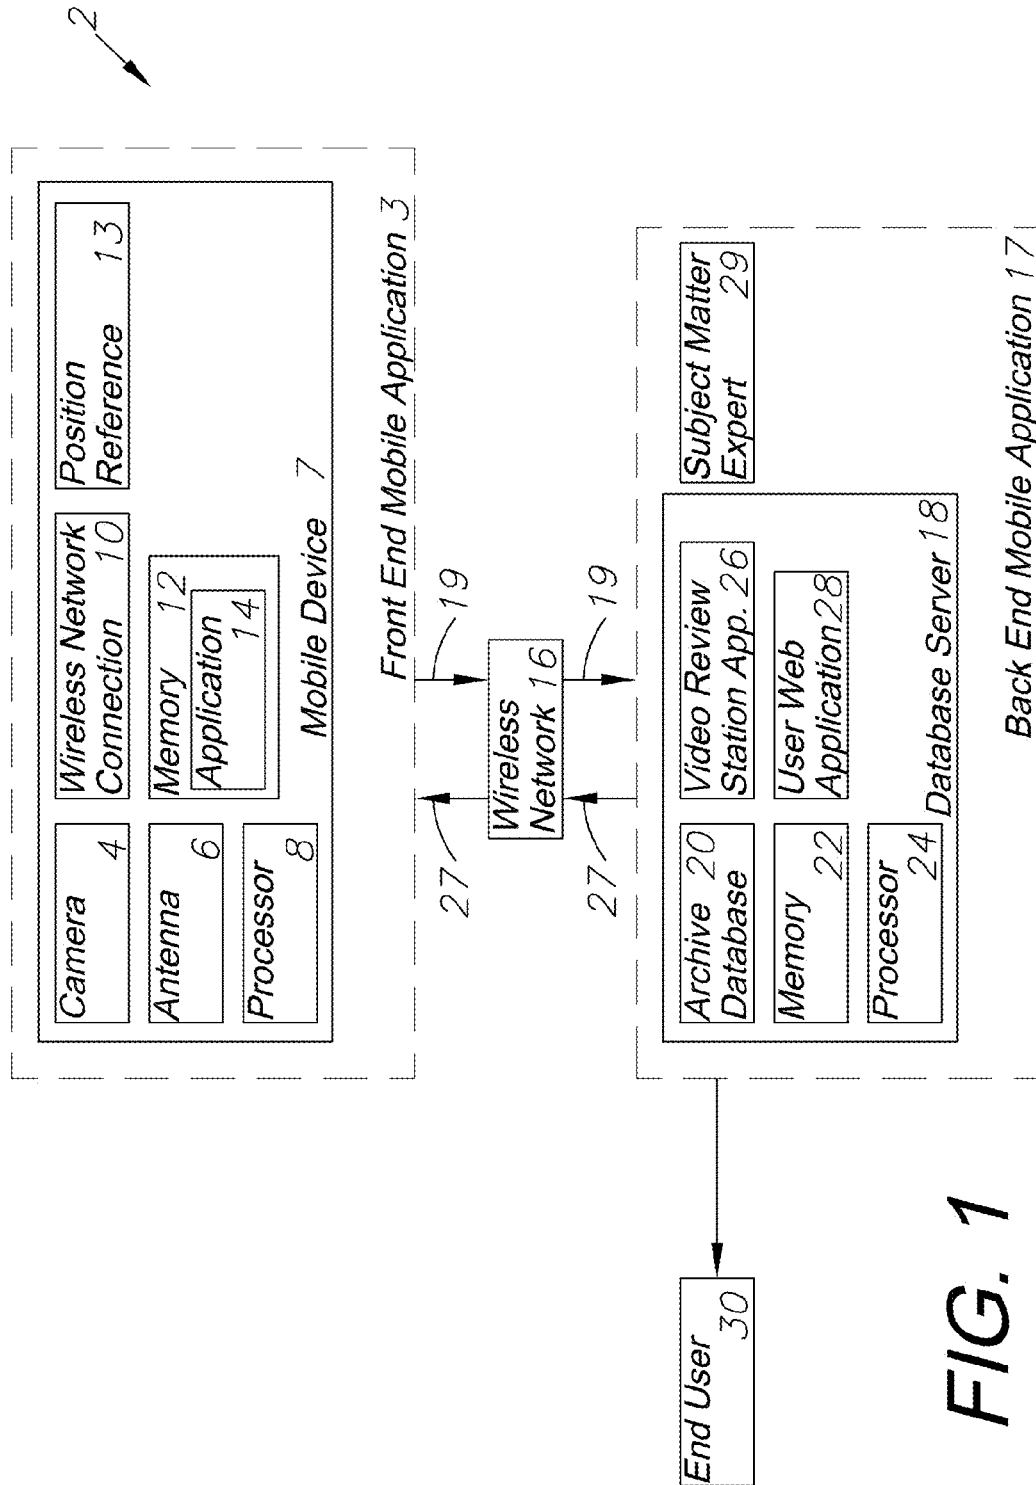 2
Camera
4
Wireless Network
Connection 10
Position
Reference 13
Antenna
6
Memory 12
Application
14
Processor
8
Mobile Device 7
Front End Mobile Application 3
27
19
Wireless
Network 16
27
19
Archive 20
Database
Video Review
Station App. 26
Subject Matter
Expert 29
Memory
22
User Web
Application 28
Processor
24
Database Server 18
Back End Mobile Application 17
End User
30
FIG. 1